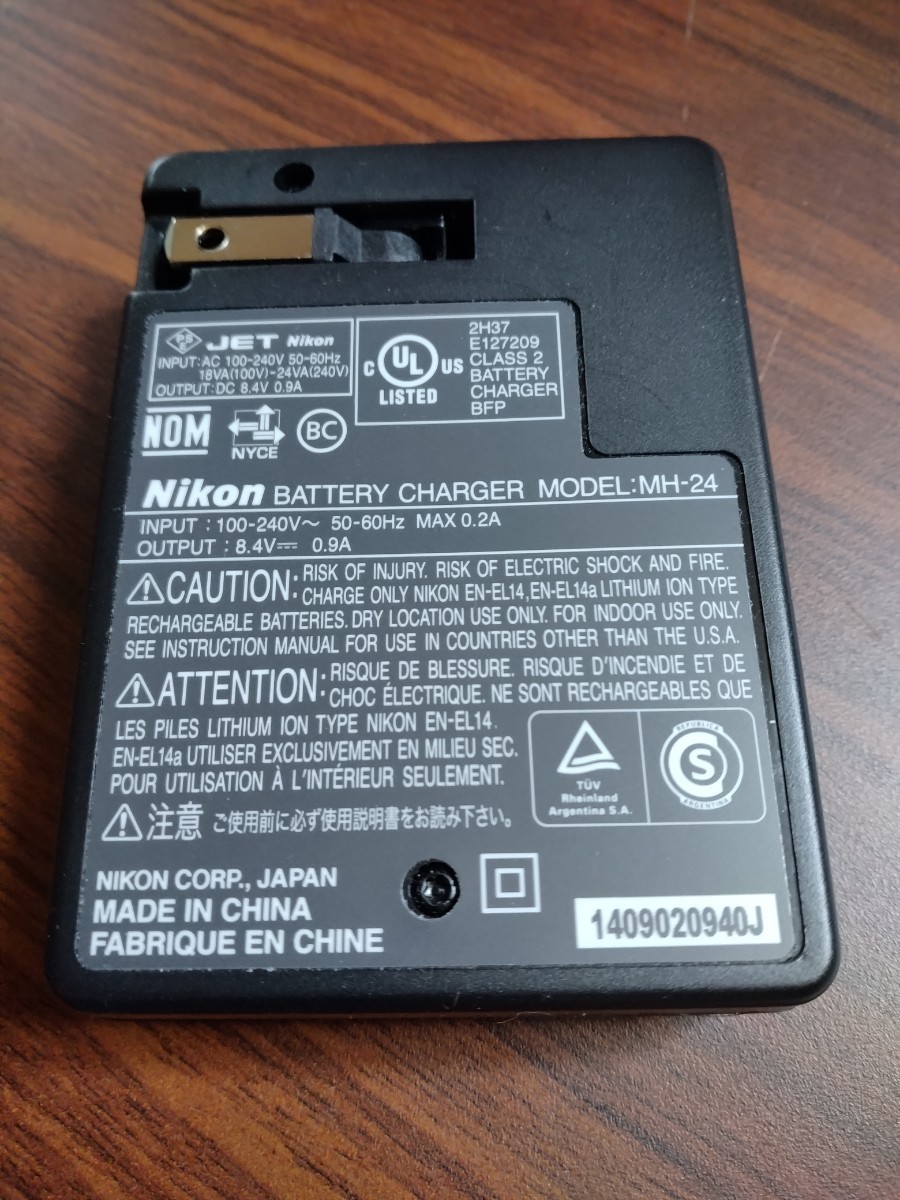 PSE JET Nikon
INPUT:AC 100-240V 50-60Hz
18VA(100V)-24VA(240V)
OUTPUT:DC 8.4V 0.9A
C UL US
LISTED
2H37
E127209
CLASS 2
BATTERY
CHARGER
BFP
NOM
NYCE
BC
Nikon BATTERY CHARGER MODEL:MH-24
INPUT : 100-240V~ 50-60Hz MAX 0.2A
OUTPUT : 8.4V⎓ 0.9A
⚠CAUTION: RISK OF INJURY. RISK OF ELECTRIC SHOCK AND FIRE.
CHARGE ONLY NIKON EN-EL14,EN-EL14a LITHIUM ION TYPE
RECHARGEABLE BATTERIES. DRY LOCATION USE ONLY. FOR INDOOR USE ONLY.
SEE INSTRUCTION MANUAL FOR USE IN COUNTRIES OTHER THAN THE U.S.A.
⚠ATTENTION: RISQUE DE BLESSURE. RISQUE D'INCENDIE ET DE
CHOC ÉLECTRIQUE. NE SONT RECHARGEABLES QUE
LES PILES LITHIUM ION TYPE NIKON EN-EL14.
EN-EL14a UTILISER EXCLUSIVEMENT EN MILIEU SEC.
POUR UTILISATION À L'INTÉRIEUR SEULEMENT.
TÜV
Rheinland
Argentina S.A.
REPUBLICA
S
ARGENTINA
⚠注意 ご使用前に必ず使用説明書をお読み下さい。
NIKON CORP., JAPAN
MADE IN CHINA
FABRIQUE EN CHINE
1409020940J